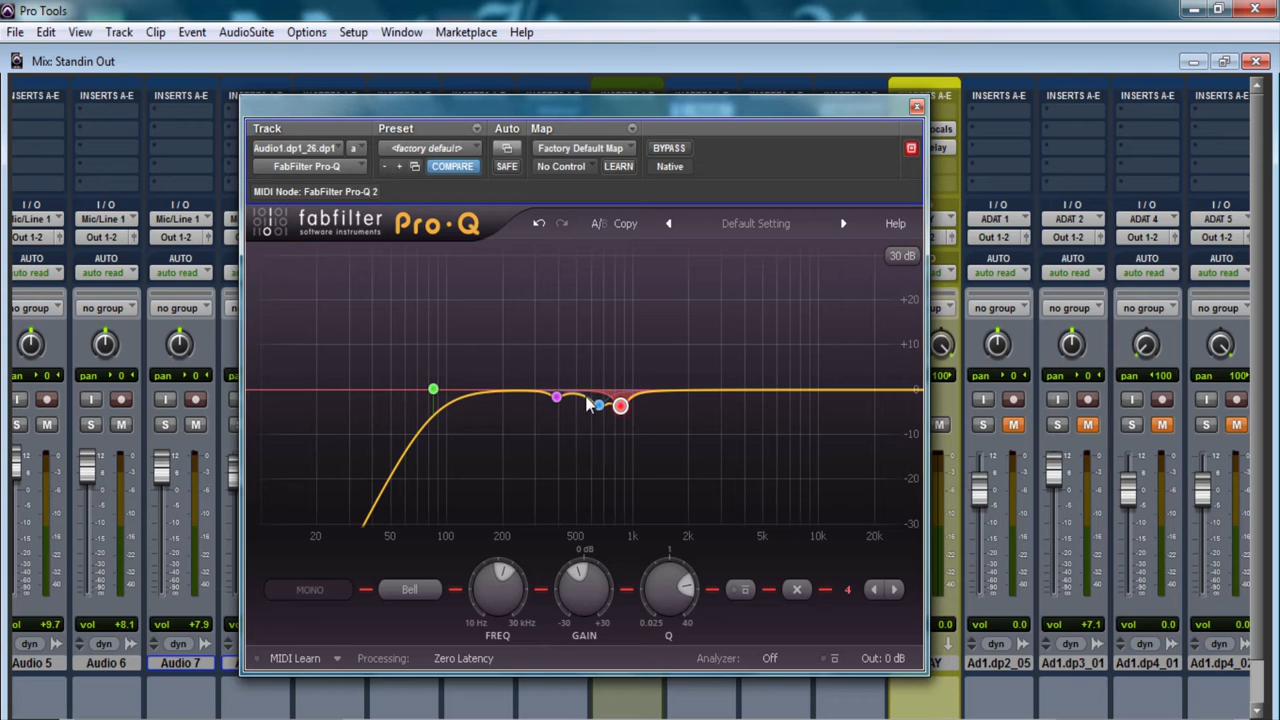 Pro Tools
File Edit View Track Clip Event AudioSuite Options Setup Window Marketplace Help
Mix: Standin Out
INSERTS A-E INSERTS A-E INSERTS A-E INSERTS A-E INSERTS A-E INSERTS A-E
Track Preset Auto Map
Audio1.dp1_26.dp1 a <factory default> Factory Default Map BYPASS
FabFilter Pro-Q - + COMPARE SAFE No Control LEARN Native
MIDI Node: FabFilter Pro-Q 2
I / O I / O I / O I / O I / O I / O I / O
Mic/Line 1 Mic/Line 1 Mic/Line 1 ADAT 1 ADAT 2 ADAT 4 ADAT 5
fabfilter software instruments Pro·Q A/B Copy Default Setting Help
Out 1-2 Out 1-2 Out 1-2 Out 1-2 Out 1-2 Out 1-2 Out 1-2
AUTO AUTO AUTO AUTO AUTO AUTO AUTO
30 dB
auto read auto read auto read auto read auto read auto read auto read
+20
no group no group no group no group no group no group
+10
pan 0 pan 0 pan 0 100 pan 0 pan 0 pan 100 pan 100
0
S M S M S M M S M S M S M S M
-10
-20
-30
20 50 100 200 500 1k 2k 5k 10k 20k
0 dB 1
MONO Bell 4
10 Hz 30 kHz -30 +30 0.025 40
FREQ GAIN Q
vol +9.7 vol +8.1 vol +7.9 0.0 vol 0.0 vol +7.1 vol 0.0 vol 0.0
dyn dyn dyn dyn dyn dyn dyn
MIDI Learn Processing: Zero Latency Analyzer: Off Out: 0 dB
Audio 5 Audio 6 Audio 7 Ad1.dp2_05 Ad1.dp3_01 Ad1.dp4_01 Ad1.dp4_02